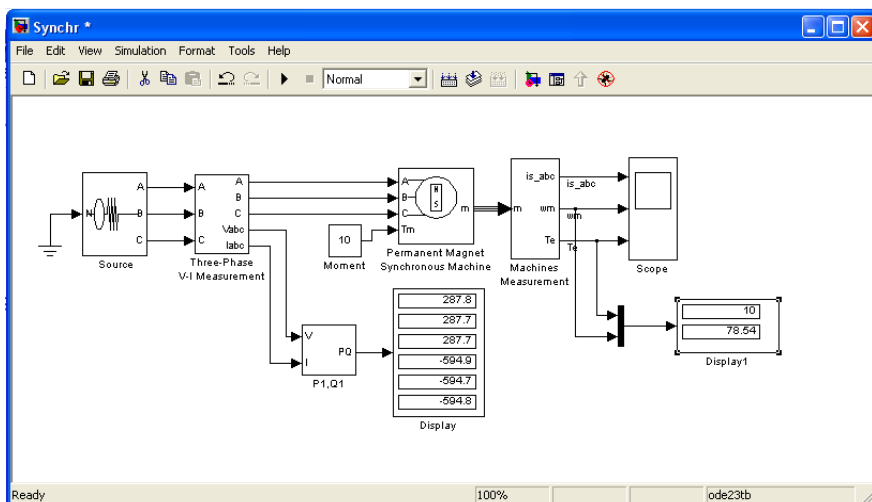 Synchr *
File Edit View Simulation Format Tools Help
Normal
N
A
B
C
Source
A
B
C
A
B
C
Vabc
Iabc
Three-Phase
V-I Measurement
10
Moment
A
B
C
Tm
N
S
m
Permanent Magnet
Synchronous Machine
m
is_abc
wm
Te
Machines
Measurement
is_abc
wm
Te
Scope
V
I
PQ
P1,Q1
287.8
287.7
287.7
-594.9
-594.7
-594.8
Display
10
78.54
Display1
Ready
100%
ode23tb